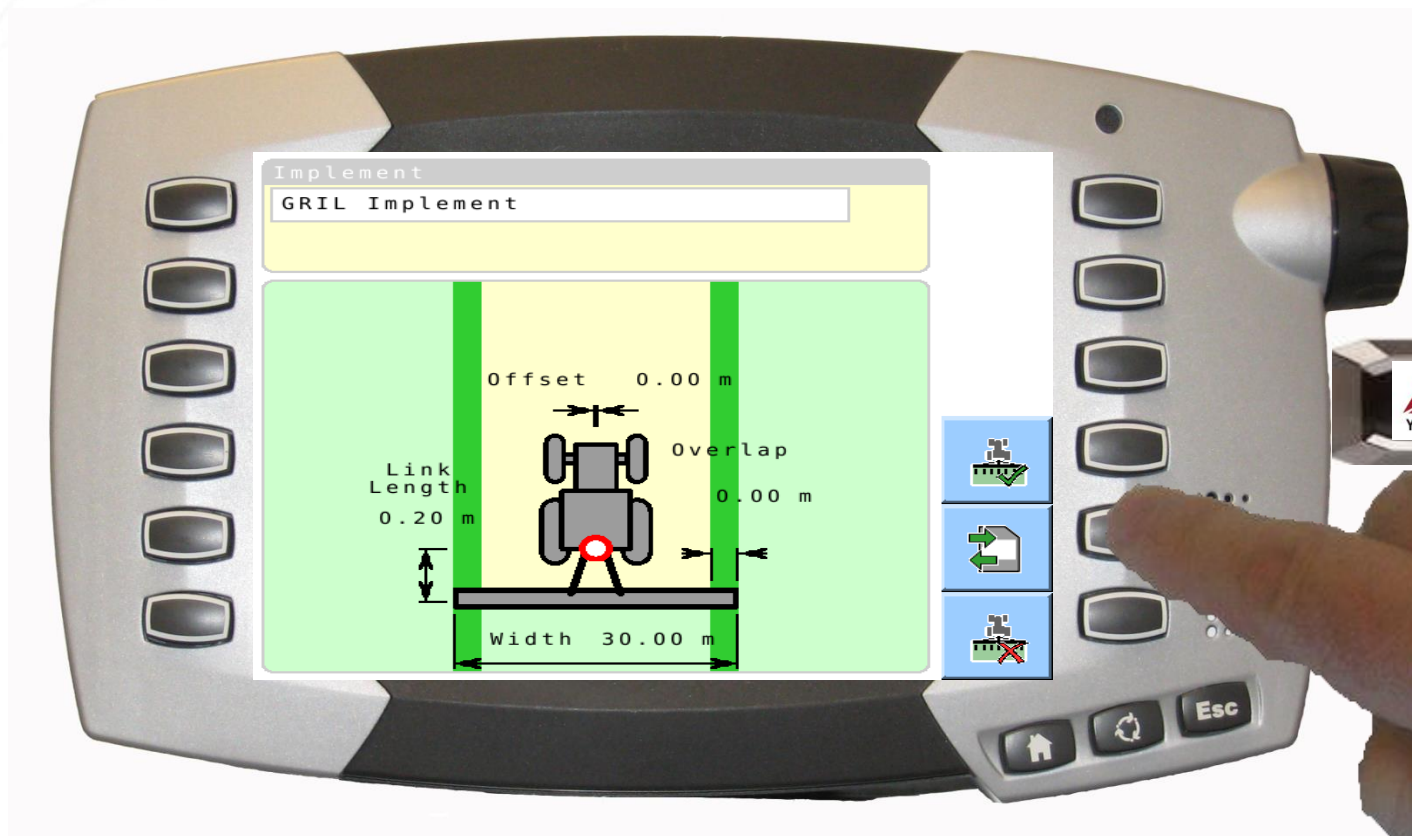 Implement
GRIL Implement
Offset 0.00 m
Overlap
0.00 m
Link
Length
0.20 m
Width 30.00 m
Esc